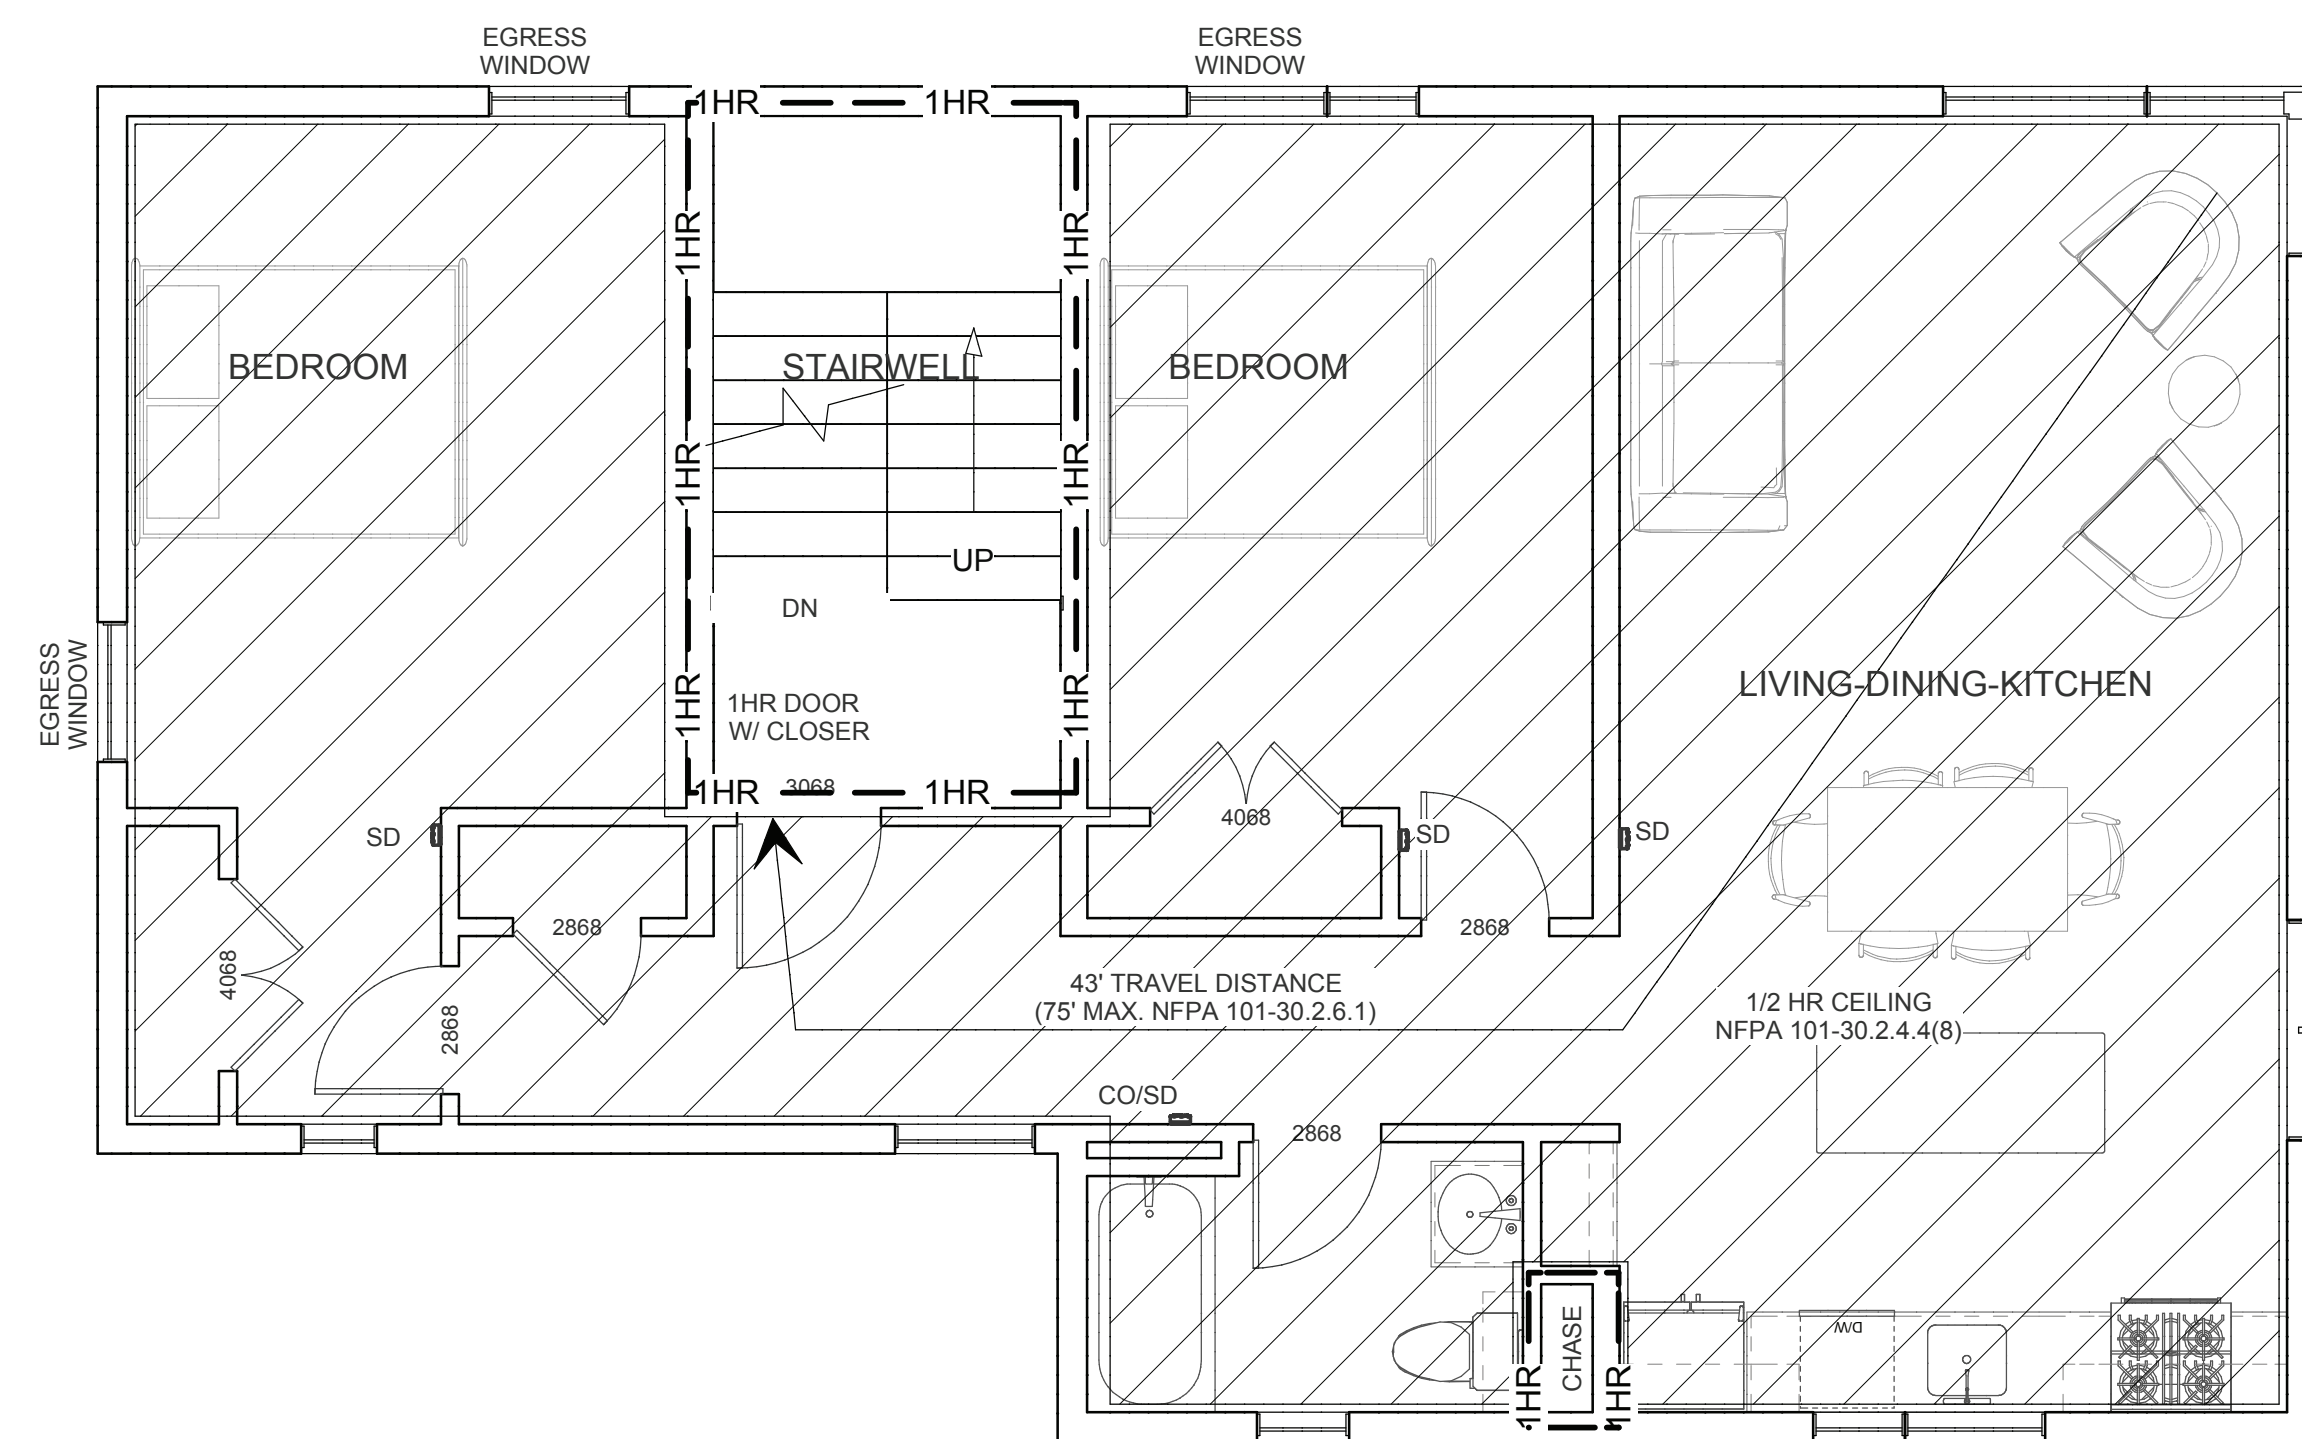 EGRESS
WINDOW
EGRESS
WINDOW
1HR
1HR
1HR
1HR
BEDROOM
STAIRWELL
BEDROOM
1HR
1HR
UP
DN
EGRESS
WINDOW
1HR
1HR
LIVING-DINING-KITCHEN
1HR DOOR
W/ CLOSER
3068
1HR
1HR
4068
SD
SD
SD
2868
2868
4068
2868
43' TRAVEL DISTANCE
(75' MAX. NFPA 101-30.2.6.1)
1/2 HR CEILING
NFPA 101-30.2.4.4(8)
CO/SD
2868
CHASE
1HR
1HR
D/W